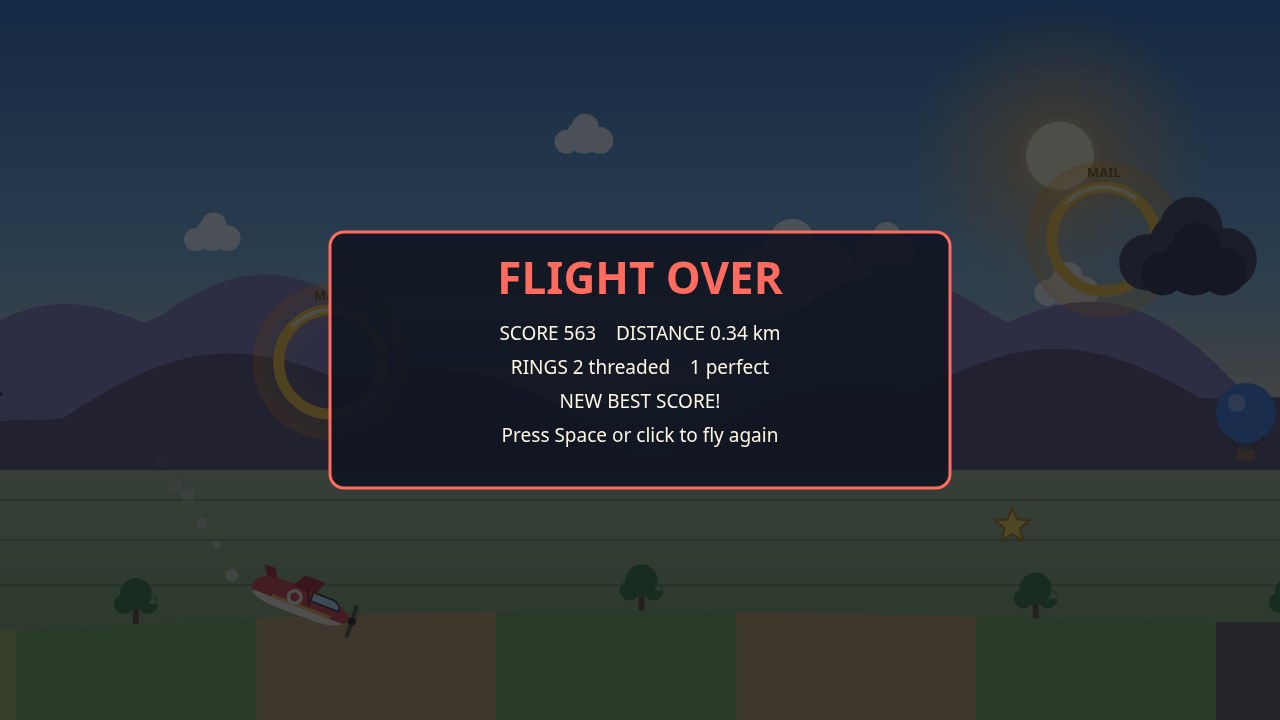 MAIL
FLIGHT OVER
SCORE 563    DISTANCE 0.34 km
RINGS 2 threaded    1 perfect
NEW BEST SCORE!
Press Space or click to fly again